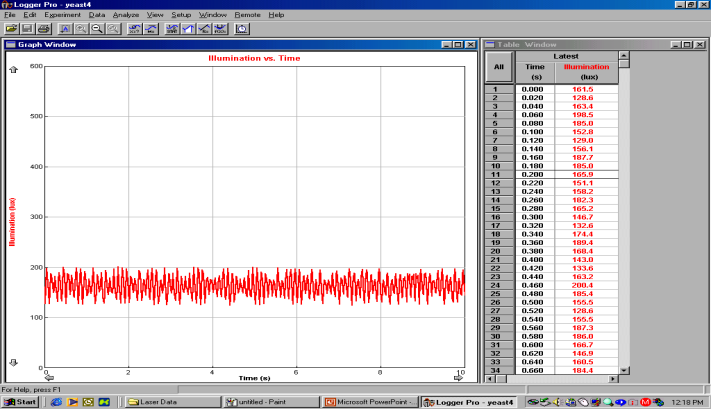 Logger Pro - yeast4
File Edit Experiment Data Analyze View Setup Window Remote Help
Graph Window
Illumination vs. Time
600
500
400
300
200
100
0
Illumination (lux)
0 2 4 6 8 10
Time (s)
Table Window
Latest
All Time Illumination
(s) (lux)
1 0.000 161.5
2 0.020 128.6
3 0.040 163.4
4 0.060 198.5
5 0.080 185.0
6 0.100 152.8
7 0.120 129.0
8 0.140 156.1
9 0.160 187.7
10 0.180 185.0
11 0.200 165.9
12 0.220 151.1
13 0.240 158.2
14 0.260 182.3
15 0.280 165.2
16 0.300 146.7
17 0.320 132.6
18 0.340 174.4
19 0.360 189.4
20 0.380 168.4
21 0.400 143.0
22 0.420 133.6
23 0.440 163.2
24 0.460 200.4
25 0.480 185.4
26 0.500 155.5
27 0.520 128.6
28 0.540 155.5
29 0.560 187.3
30 0.580 186.0
31 0.600 166.7
32 0.620 146.9
33 0.640 160.5
34 0.660 184.4
For Help, press F1
Start Laser Data untitled - Paint Microsoft PowerPoint -... Logger Pro - yeast4 12:18 PM